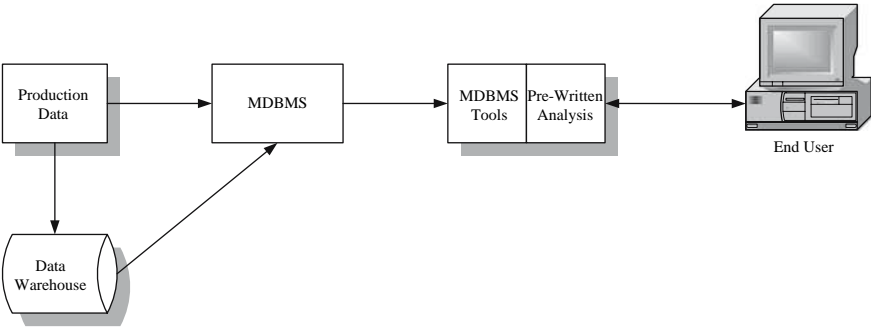 Production
Data
MDBMS
MDBMS
Tools
Pre-Written
Analysis
End User
Data
Warehouse